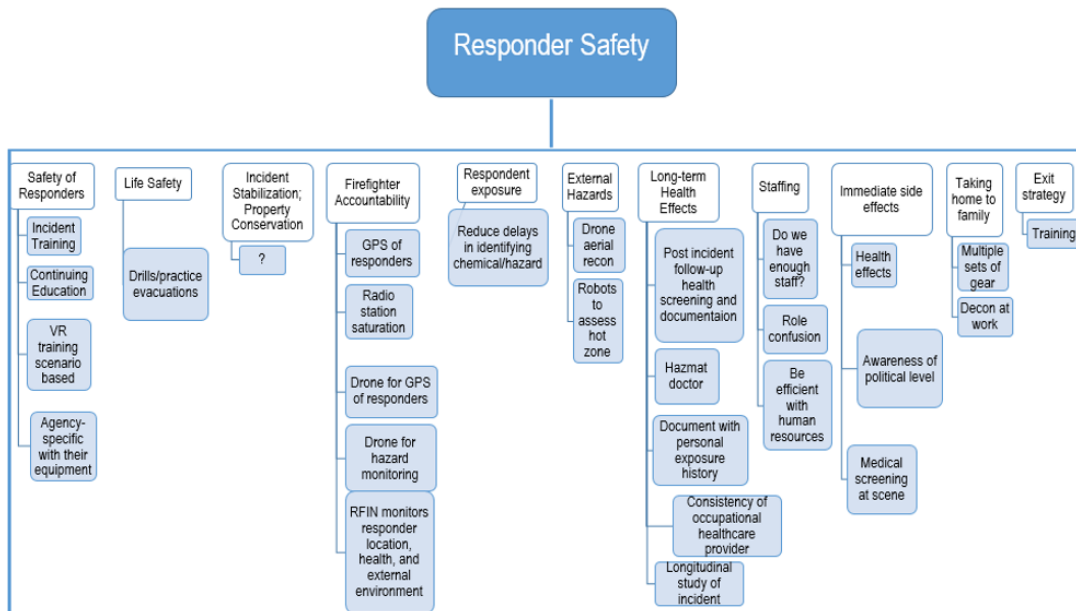 Responder Safety
Safety of
Responders
Incident
Training
Continuing
Education
VR
training
scenario
based
Agency-
specific with
their
equipment
Life Safety
Drills/practice
evacuations
Incident
Stabilization;
Property
Conservation
?
Firefighter
Accountability
GPS of
responders
Radio
station
saturation
Drone for GPS
of responders
Drone for
hazard
monitoring
RFIN monitors
responder
location,
health, and
external
environment
Respondent
exposure
Reduce delays
in identifying
chemical/hazard
External
Hazards
Drone
aerial
recon
Robots
to
assess
hot
zone
Long-term
Health
Effects
Post incident
follow-up
health
screening and
documentaion
Hazmat
doctor
Document with
personal
exposure
history
Consistency of
occupational
healthcare
provider
Longitudinal
study of
incident
Staffing
Do we
have
enough
staff?
Role
confusion
Be
efficient
with
human
resources
Immediate side
effects
Health
effects
Awareness of
political level
Medical
screening
at scene
Taking
home to
family
Multiple
sets of
gear
Decon at
work
Exit
strategy
Training